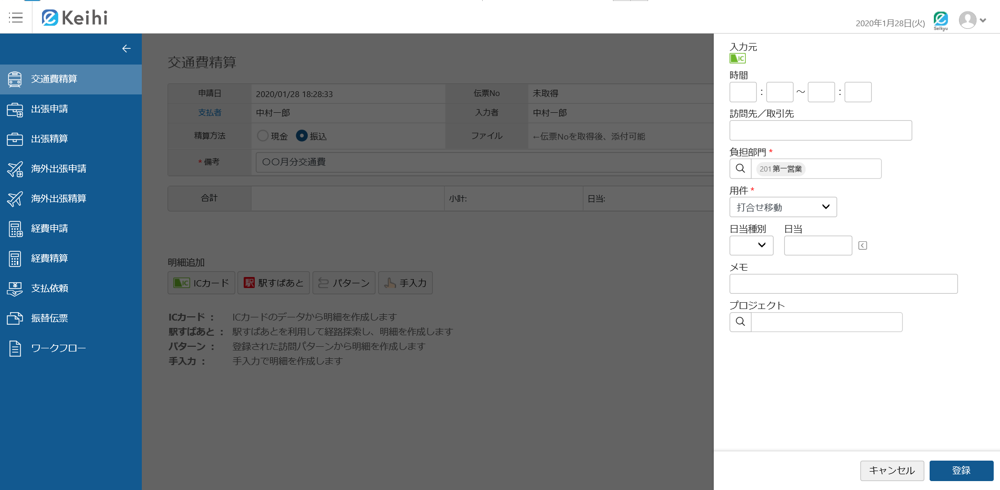 Keihi
2020年1月28日(火)
Seikyu
交通費精算
出張申請
出張精算
海外出張申請
海外出張精算
経費申請
経費精算
支払依頼
振替伝票
ワークフロー
交通費精算
申請日 2020/01/28 18:28:33 伝票No 未取得
支払者 中村一郎 入力者 中村一郎
精算方法 現金 振込 ファイル ←伝票Noを取得後、添付可能
* 備考 〇〇月分交通費
合計 小計: 日当:
明細追加
IC ICカード 駅 駅すぱあと パターン 手入力
ICカード : ICカードのデータから明細を作成します
駅すぱあと : 駅すぱあとを利用して経路探索し、明細を作成します
パターン : 登録された訪問パターンから明細を作成します
手入力 : 手入力で明細を作成します
入力元
IC
時間
: ～ :
訪問先／取引先
負担部門 *
201 第一営業
用件 *
打合せ移動
日当種別 日当
メモ
プロジェクト
キャンセル 登録